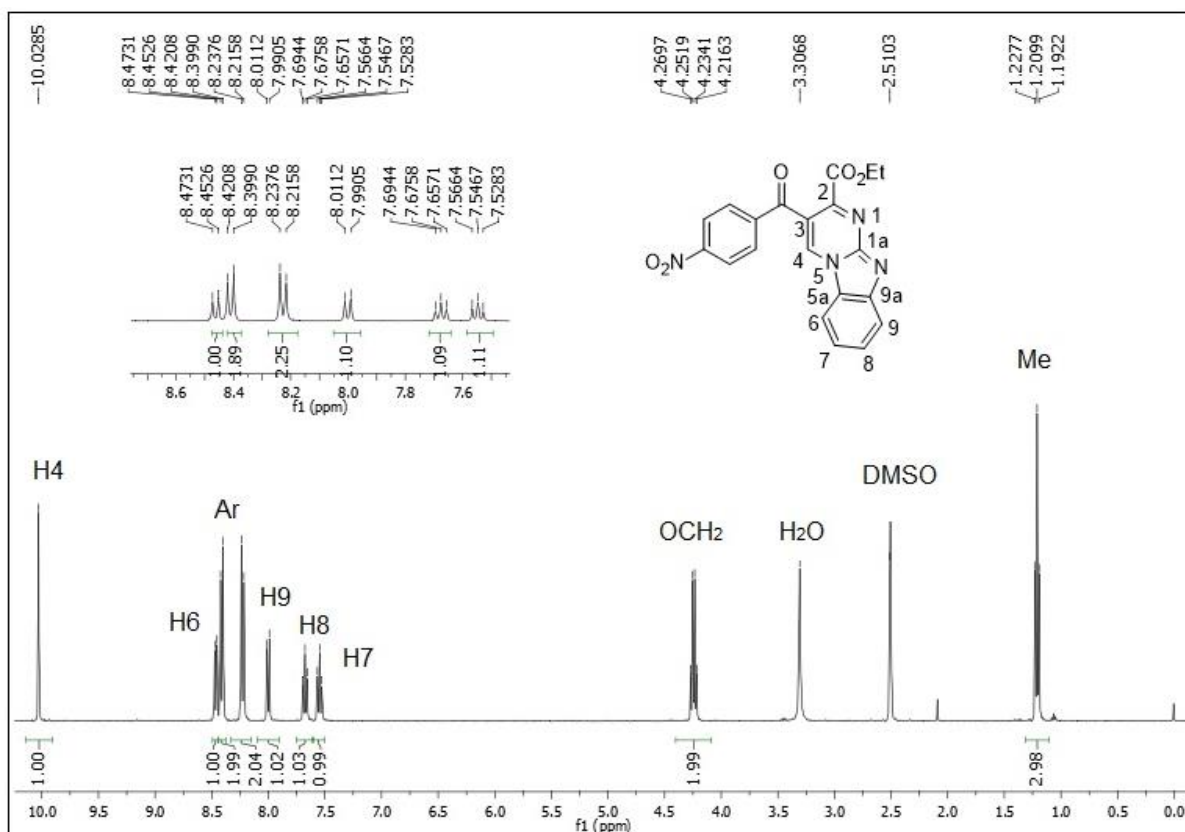 10.0285
8.4731
8.4526
8.4208
8.3990
8.2376
8.2158
8.0112
7.9905
7.6944
7.6758
7.6571
7.5664
7.5467
7.5283
4.2697
4.2519
4.2341
4.2163
3.3068
2.5103
1.2277
1.2099
1.1922
8.4731
8.4526
8.4208
8.3990
8.2376
8.2158
8.0112
7.9905
7.6944
7.6758
7.6571
7.5664
7.5467
7.5283
1.00
1.89
2.25
1.10
1.09
1.11
8.6 8.4 8.2 8.0 7.8 7.6
f1 (ppm)
O
CO₂Et
2
N 1
3
1a
4
N
5
N
O₂N
5a
9a
6
9
7
8
H4
H6
Ar
H9
H8
H7
OCH₂
H₂O
DMSO
Me
1.00
1.00
1.99
2.04
1.02
1.03
0.99
1.99
2.98
10.0 9.5 9.0 8.5 8.0 7.5 7.0 6.5 6.0 5.5 5.0 4.5 4.0 3.5 3.0 2.5 2.0 1.5 1.0 0.5 0.0
f1 (ppm)